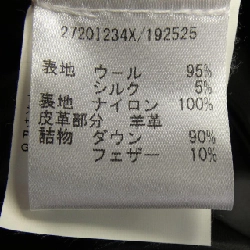 27201234X/192525
表地 ウール 95%
シルク 5%
裏地 ナイロン 100%
皮革部分 羊革
詰物 ダウン 90%
フェザー 10%